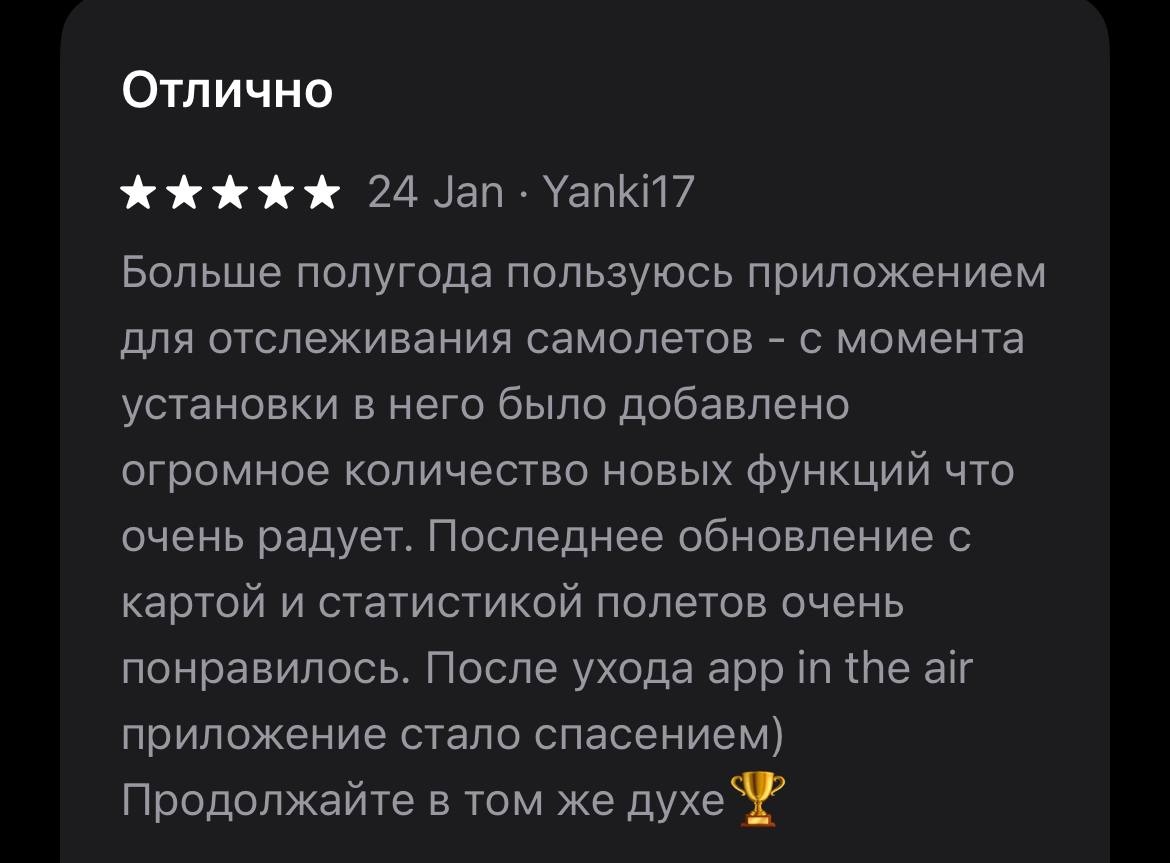 Отлично
★★★★★ 24 Jan · Yanki17
Больше полугода пользуюсь приложением
для отслеживания самолетов - с момента
установки в него было добавлено
огромное количество новых функций что
очень радует. Последнее обновление с
картой и статистикой полетов очень
понравилось. После ухода app in the air
приложение стало спасением)
Продолжайте в том же духе🏆